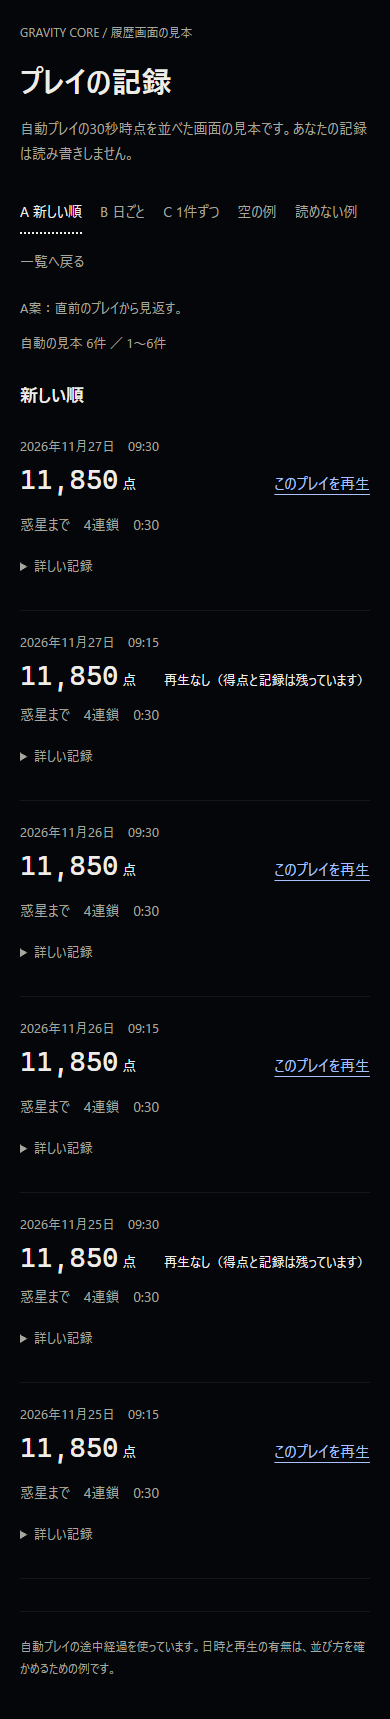 GRAVITY CORE / 履歴画面の見本
プレイの記録
自動プレイの30秒時点を並べた画面の見本です。あなたの記録
は読み書きしません。
A 新しい順 B 日ごと C 1件ずつ 空の例 読めない例
一覧へ戻る
A案：直前のプレイから見返す。
自動の見本 6件 ／ 1〜6件
新しい順
2026年11月27日 09:30
11,850 点 このプレイを再生
惑星まで 4連鎖 0:30
▶ 詳しい記録
2026年11月27日 09:15
11,850 点 再生なし（得点と記録は残っています）
惑星まで 4連鎖 0:30
▶ 詳しい記録
2026年11月26日 09:30
11,850 点 このプレイを再生
惑星まで 4連鎖 0:30
▶ 詳しい記録
2026年11月26日 09:15
11,850 点 このプレイを再生
惑星まで 4連鎖 0:30
▶ 詳しい記録
2026年11月25日 09:30
11,850 点 再生なし（得点と記録は残っています）
惑星まで 4連鎖 0:30
▶ 詳しい記録
2026年11月25日 09:15
11,850 点 このプレイを再生
惑星まで 4連鎖 0:30
▶ 詳しい記録
自動プレイの途中経過を使っています。日時と再生の有無は、並び方を確
かめるための例です。